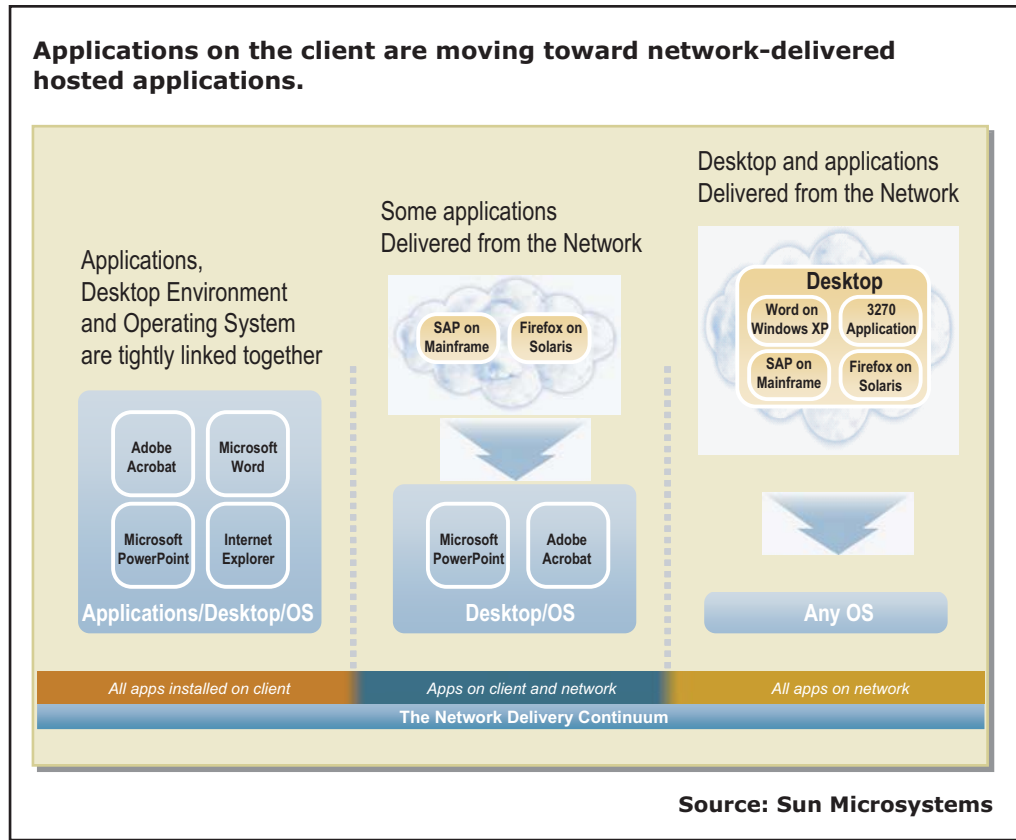 Applications on the client are moving toward network-delivered
hosted applications.
Applications,
Desktop Environment
and Operating System
are tightly linked together
Adobe
Acrobat
Microsoft
Word
Microsoft
PowerPoint
Internet
Explorer
Applications/Desktop/OS
Some applications
Delivered from the Network
SAP on
Mainframe
Firefox on
Solaris
Microsoft
PowerPoint
Adobe
Acrobat
Desktop/OS
Desktop and applications
Delivered from the Network
Desktop
Word on
Windows XP
3270
Application
SAP on
Mainframe
Firefox on
Solaris
Any OS
All apps installed on client
Apps on client and network
All apps on network
The Network Delivery Continuum
Source: Sun Microsystems